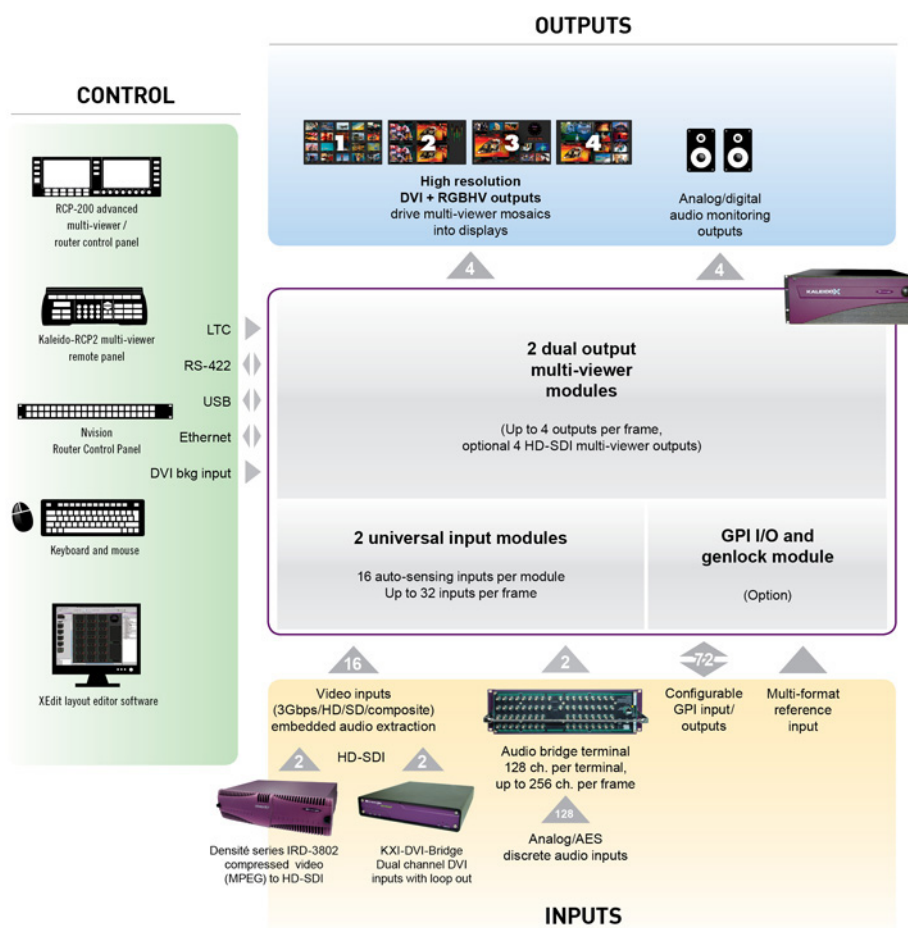 OUTPUTS
1
2
3
4
High resolution
DVI + RGBHV outputs
drive multi-viewer mosaics
into displays
Analog/digital
audio monitoring
outputs
4
4
CONTROL
RCP-200 advanced
multi-viewer /
router control panel
Kaleido-RCP2 multi-viewer
remote panel
Nvision
Router Control Panel
Keyboard and mouse
XEdit layout editor software
LTC
RS-422
USB
Ethernet
DVI bkg input
KALEIDO X
2 dual output
multi-viewer
modules
(Up to 4 outputs per frame,
optional 4 HD-SDI multi-viewer outputs)
2 universal input modules
16 auto-sensing inputs per module
Up to 32 inputs per frame
GPI I/O and
genlock module
(Option)
16
2
72
Video inputs
(3Gbps/HD/SD/composite)
embedded audio extraction
HD-SDI
2
2
Densité series IRD-3802
compressed video
(MPEG) to HD-SDI
KXI-DVI-Bridge
Dual channel DVI
inputs with loop out
Audio bridge terminal
128 ch. per terminal,
up to 256 ch. per frame
128
Analog/AES
discrete audio inputs
Configurable
GPI input/
outputs
Multi-format
reference
input
INPUTS